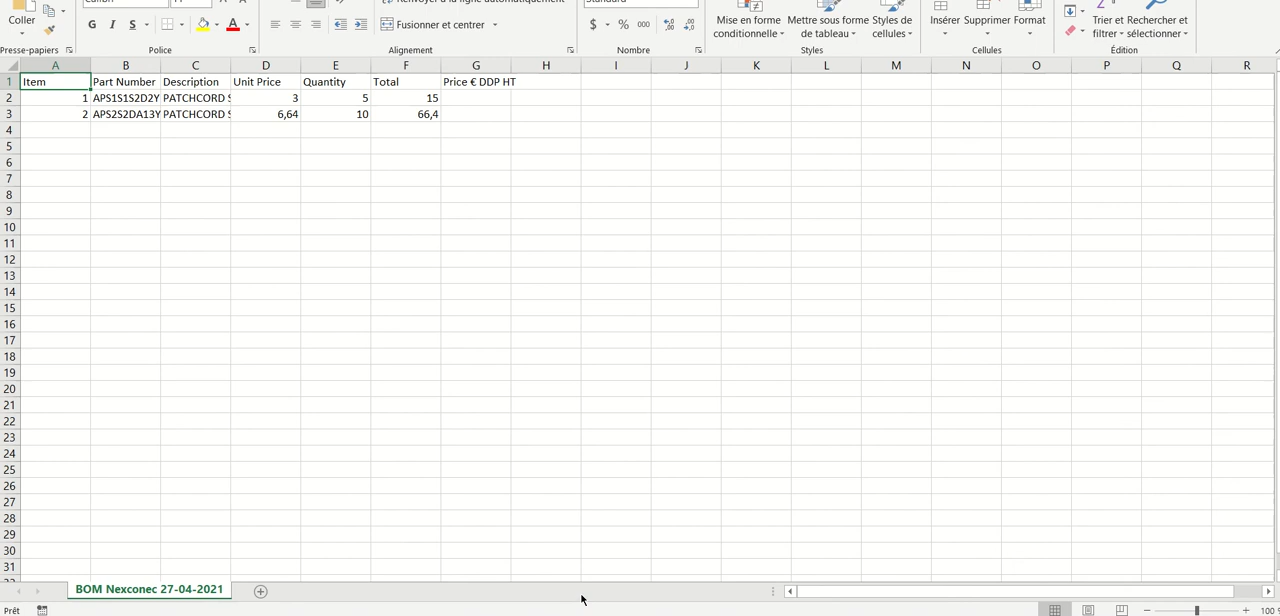 Coller
Presse-papiers
G I S A
Police
Fusionner et centrer
Alignement
$ % 000
Nombre
Mise en forme conditionnelle
Mettre sous forme de tableau
Styles de cellules
Styles
Insérer Supprimer Format
Cellules
Trier et filtrer
Rechercher et sélectionner
Édition
A B C D E F G H I J K L M N O P Q R
1 Item Part Number Description Unit Price Quantity Total Price € DDP HT
2 1 APS1S1S2D2Y PATCHCORD S 3 5 15
3 2 APS2S2DA13Y PATCHCORD S 6,64 10 66,4
4
5
6
7
8
9
10
11
12
13
14
15
16
17
18
19
20
21
22
23
24
25
26
27
28
29
30
31
BOM Nexconec 27-04-2021
Prêt
100